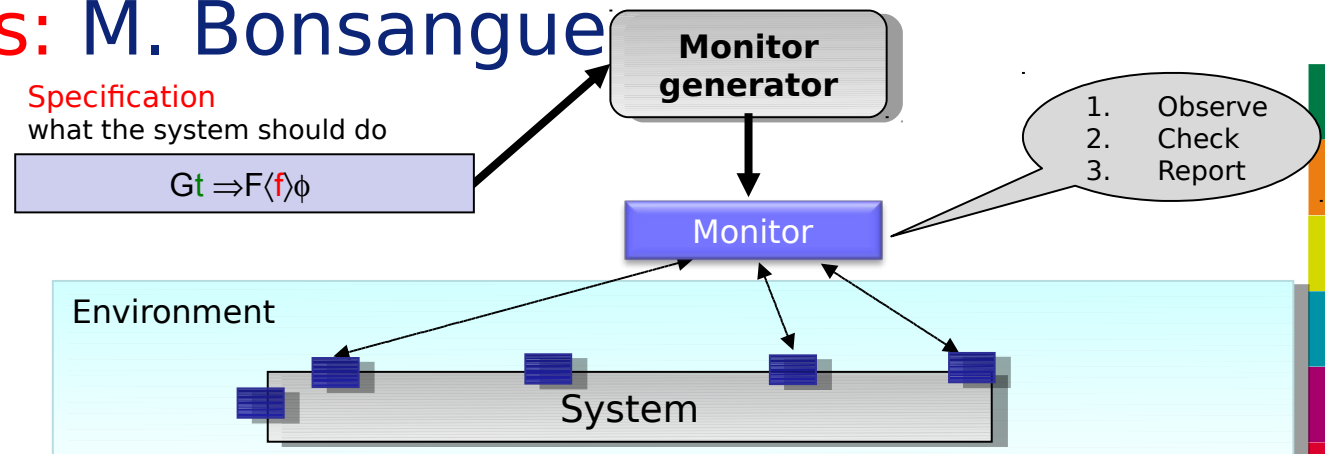 s: M. Bonsangue
Monitor
generator
Specification
what the system should do
Gt ⇒F⟨f⟩ϕ
1. Observe
2. Check
3. Report
Monitor
Environment
System